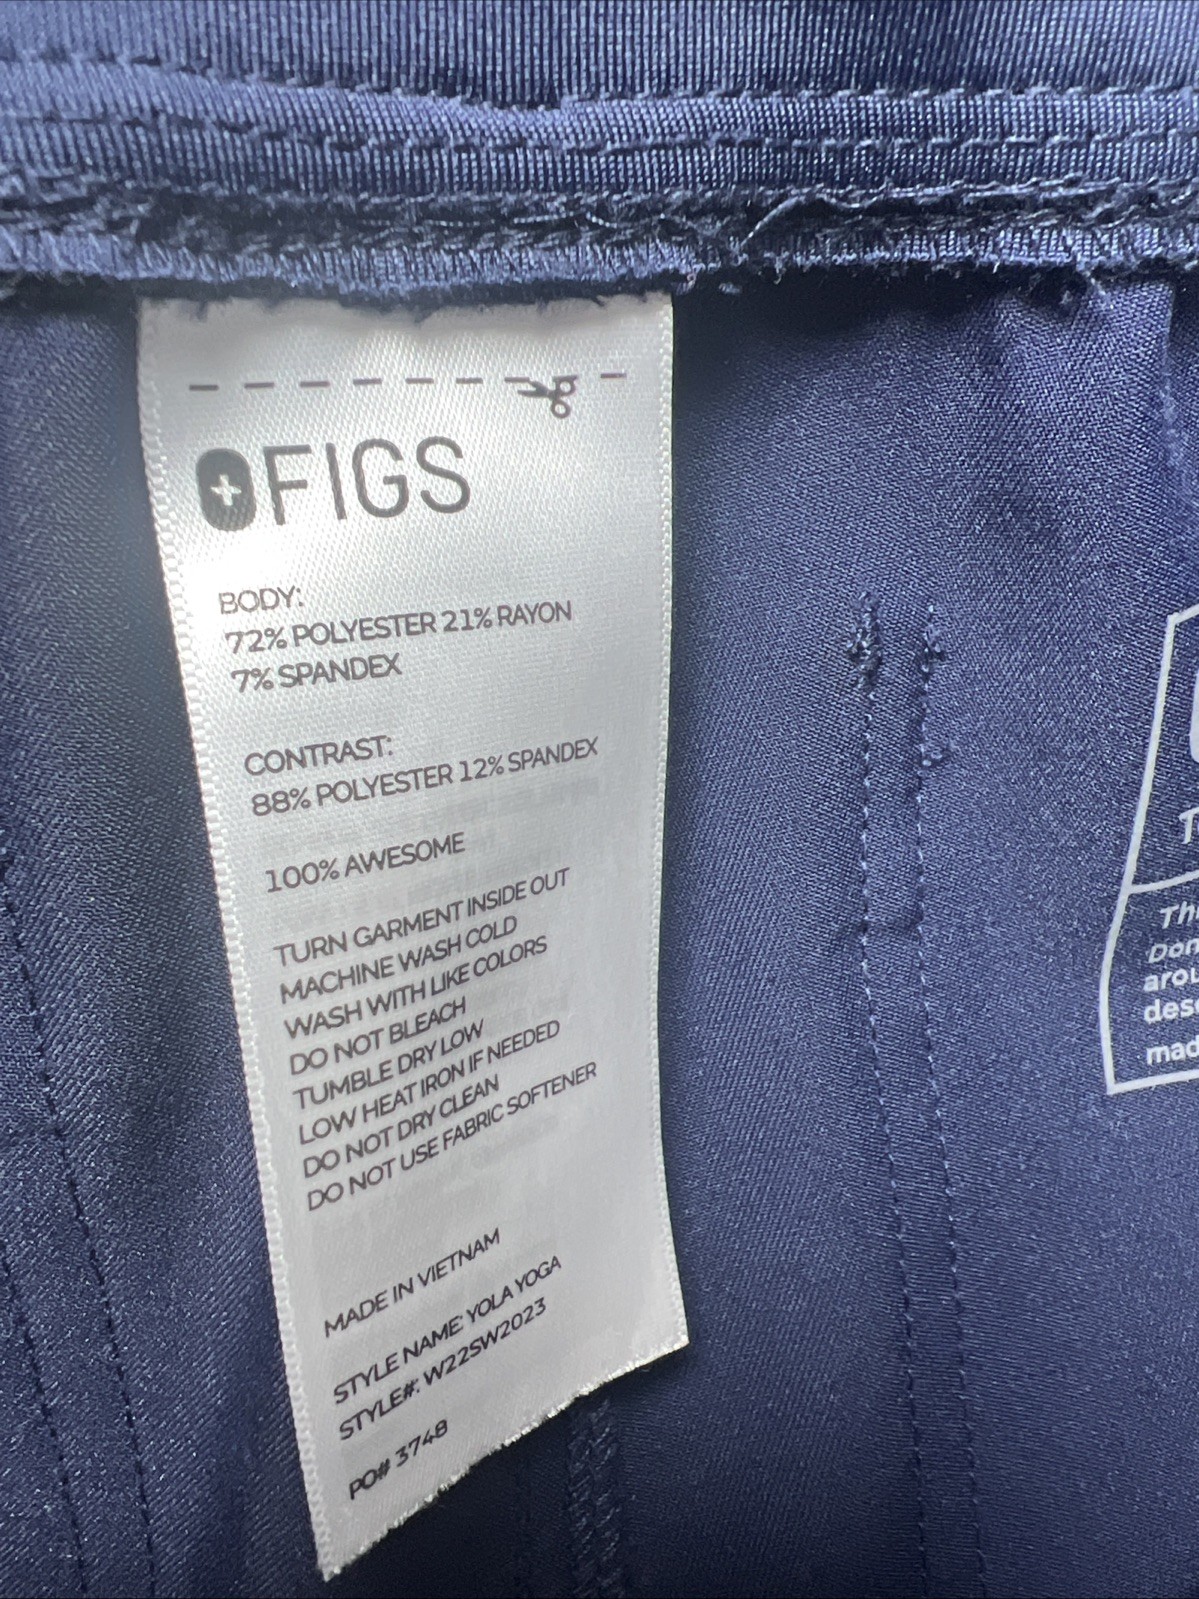 FIGS
BODY:
72% POLYESTER 21% RAYON
7% SPANDEX
CONTRAST:
88% POLYESTER 12% SPANDEX
100% AWESOME
TURN GARMENT INSIDE OUT
MACHINE WASH COLD
WASH WITH LIKE COLORS
DO NOT BLEACH
TUMBLE DRY LOW
LOW HEAT IRON IF NEEDED
DO NOT DRY CLEAN
DO NOT USE FABRIC SOFTENER
MADE IN VIETNAM
STYLE NAME: YOLA YOGA
STYLE#: W22SW2023
PO# 3748